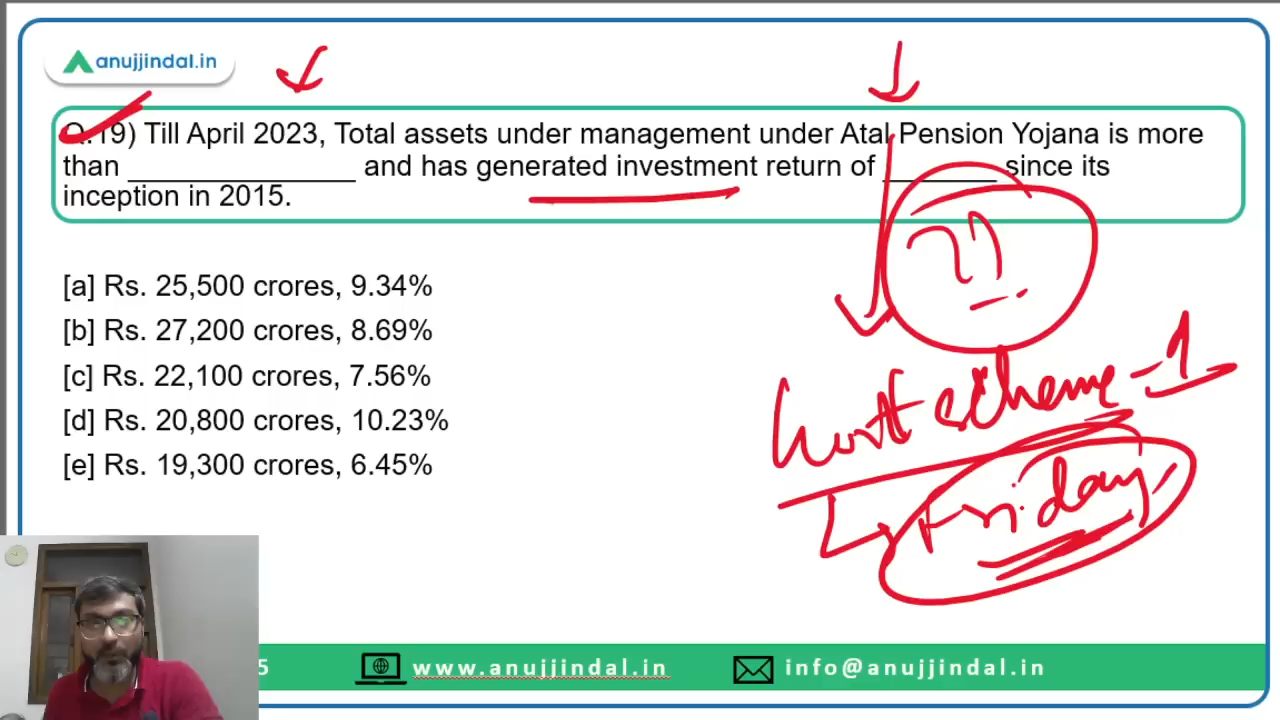 anujjindal.in
Q.19) Till April 2023, Total assets under management under Atal Pension Yojana is more
than _______________ and has generated investment return of _______ since its
inception in 2015.
[a] Rs. 25,500 crores, 9.34%
[b] Rs. 27,200 crores, 8.69%
[c] Rs. 22,100 crores, 7.56%
[d] Rs. 20,800 crores, 10.23%
[e] Rs. 19,300 crores, 6.45%
Govt scheme - 1
Friday
5 www.anujjindal.in info@anujjindal.in